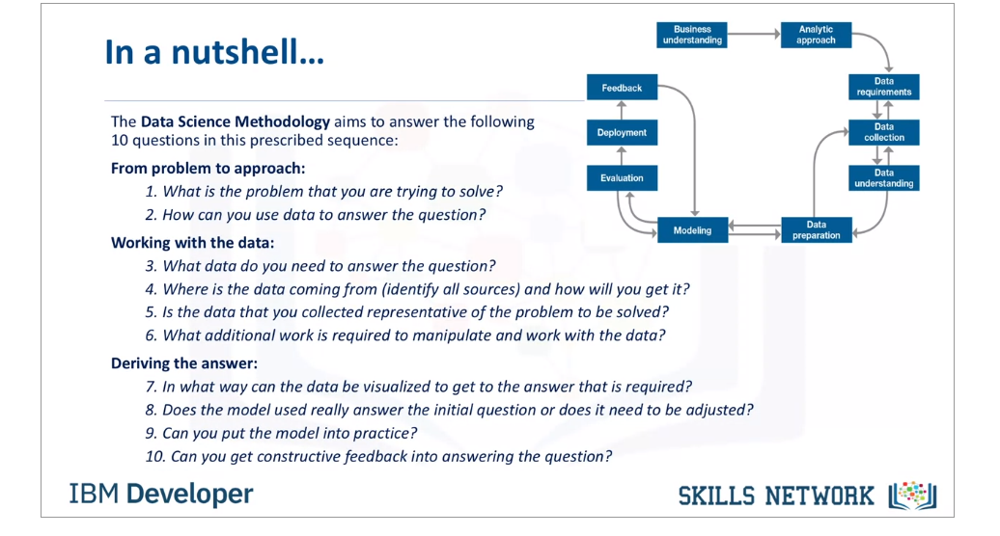 In a nutshell...
The Data Science Methodology aims to answer the following
10 questions in this prescribed sequence:
From problem to approach:
1. What is the problem that you are trying to solve?
2. How can you use data to answer the question?
Working with the data:
3. What data do you need to answer the question?
4. Where is the data coming from (identify all sources) and how will you get it?
5. Is the data that you collected representative of the problem to be solved?
6. What additional work is required to manipulate and work with the data?
Deriving the answer:
7. In what way can the data be visualized to get to the answer that is required?
8. Does the model used really answer the initial question or does it need to be adjusted?
9. Can you put the model into practice?
10. Can you get constructive feedback into answering the question?
Business
understanding
Analytic
approach
Data
requirements
Data
collection
Data
understanding
Data
preparation
Modeling
Evaluation
Deployment
Feedback
IBM Developer
SKILLS NETWORK